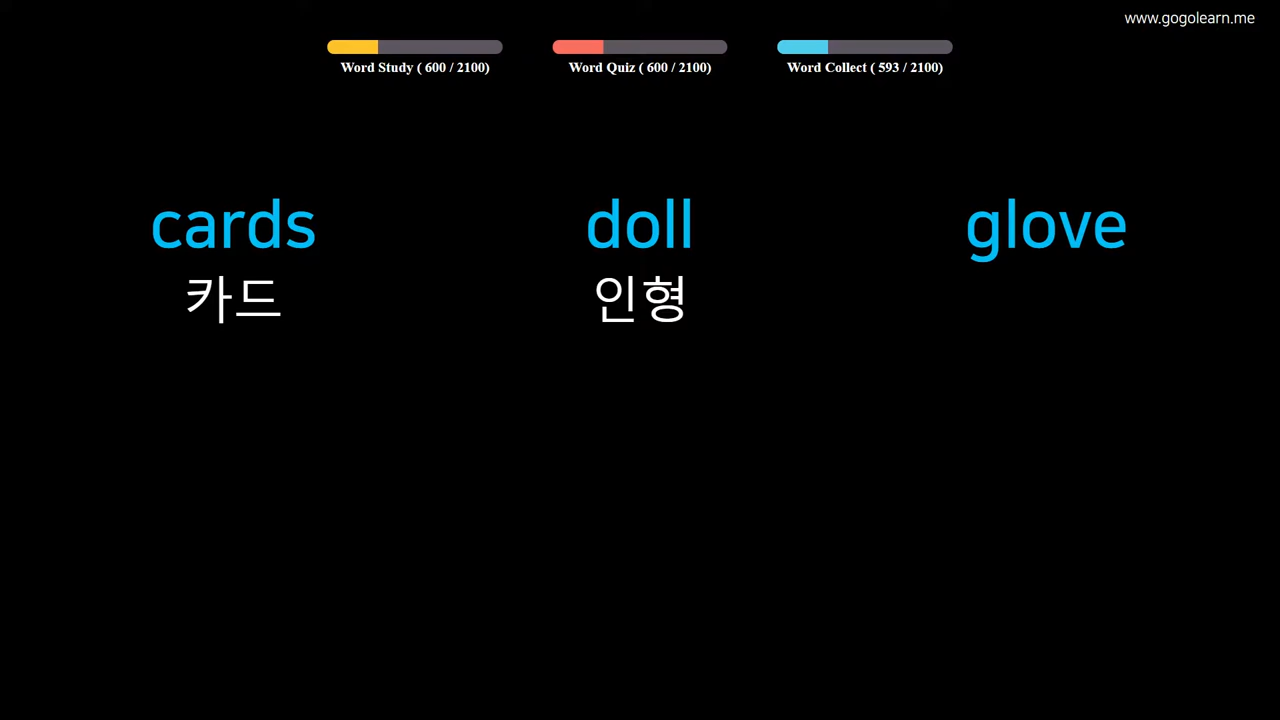 www.gogolearn.me
Word Study ( 600 / 2100)
Word Quiz ( 600 / 2100)
Word Collect ( 593 / 2100)
cards
doll
glove
카드
인형